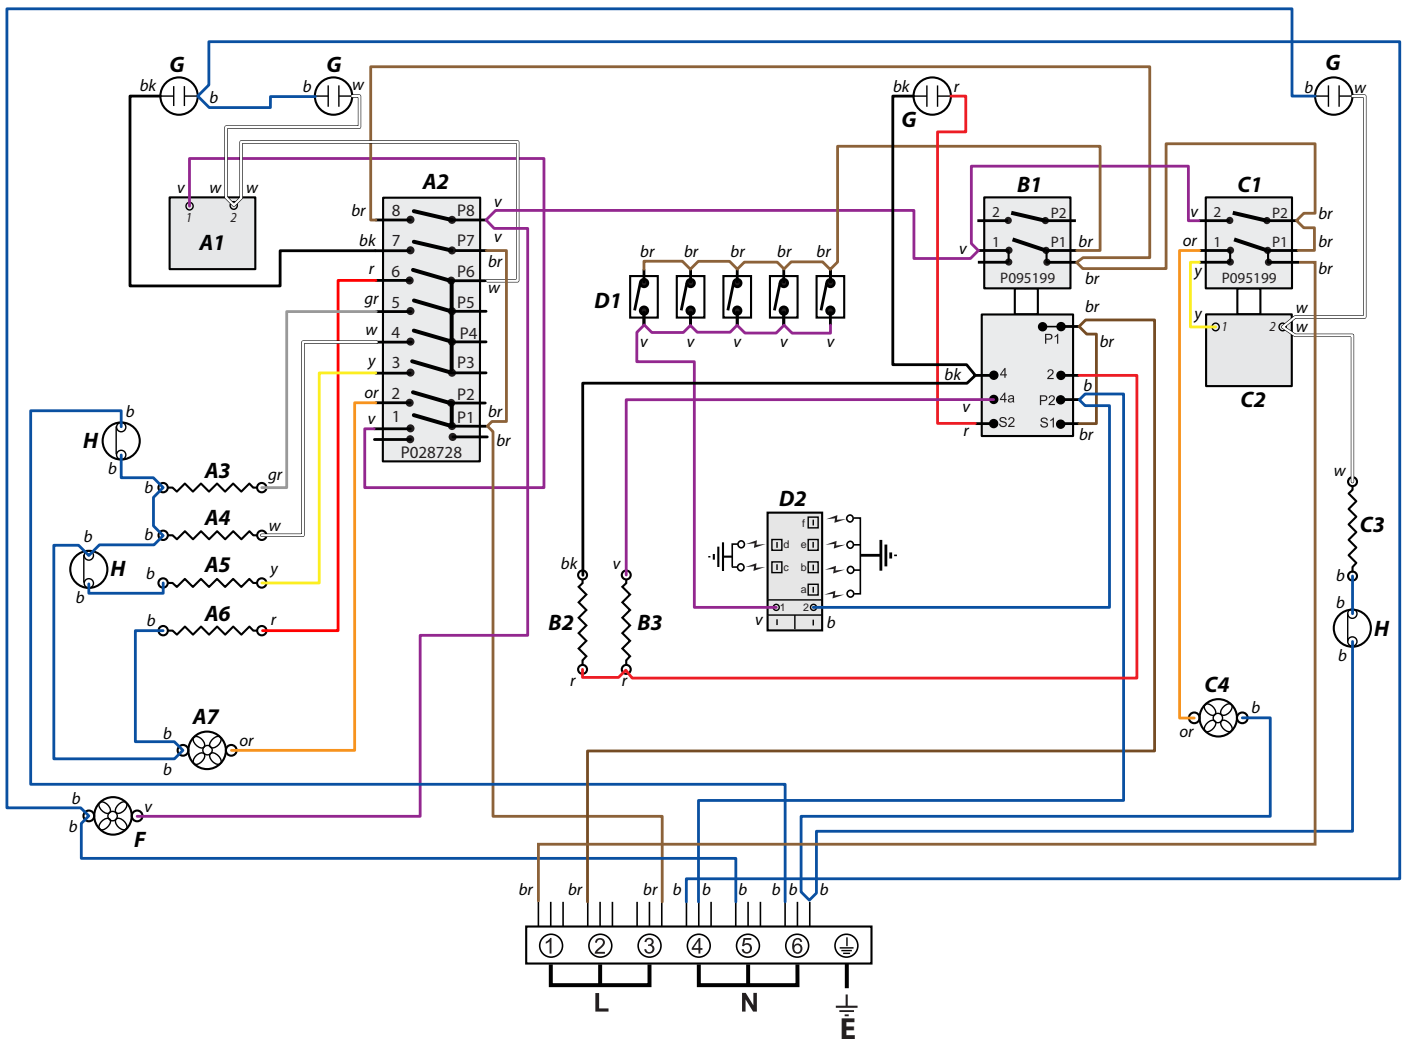 G
G
G
bk
b
b
w
bk
r
G
b
w
A2
B1
C1
v
w
w
1
2
A1
br
8
P8
v
bk
7
P7
v
br
r
6
P6
w
gr
5
P5
w
4
P4
y
3
P3
or
2
P2
v
1
P1
br
br
P028728
2
P2
v
1
P1
br
br
P095199
v
2
P2
br
or
1
P1
br
y
br
P095199
y
1
2
w
w
C2
br
br
br
br
br
D1
v
v
v
v
v
br
P1
br
bk
4
2
b
v
4a
P2
r
S2
S1
br
b
H
b
b
A3
gr
b
A4
w
H
b
b
A5
y
b
A6
r
D2
f
d
e
c
b
a
1
2
v
b
bk
v
B2
B3
r
r
w
C3
b
b
H
b
C4
b
or
A7
b
or
b
b
v
b
F
br
br
br
b
b
b
b
b
b
1
2
3
4
5
6
L
N
E